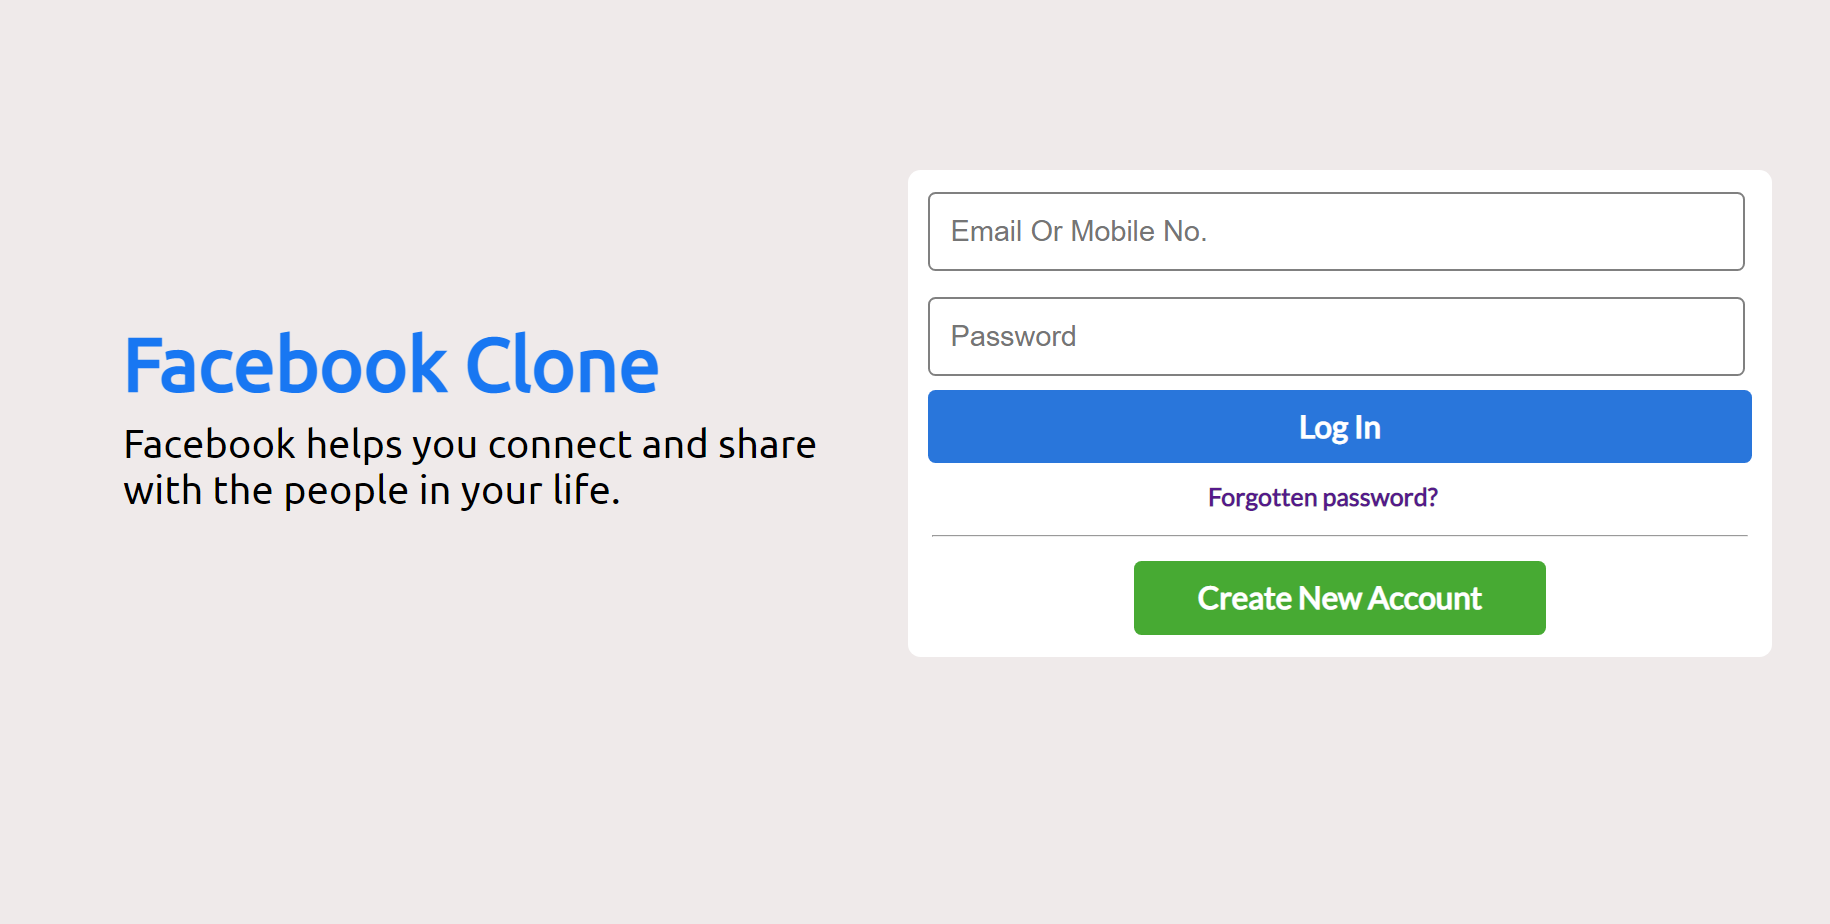 Facebook Clone
Facebook helps you connect and share
with the people in your life.
Email Or Mobile No.
Password
Log In
Forgotten password?
Create New Account